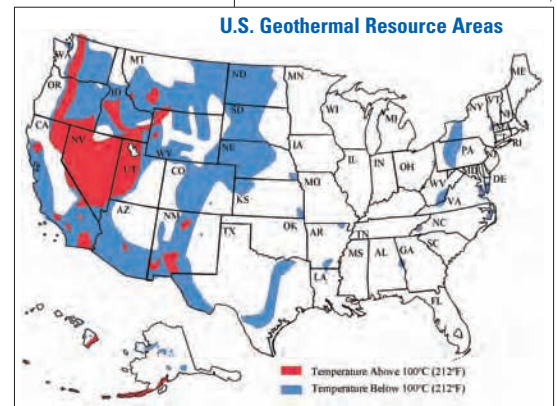 U.S. Geothermal Resource Areas
WA
MT
ND
MN
ME
OR
ID
SD
WI
MI
NY
VT
NH
CA
NV
WY
NE
IA
PA
RI
UT
CO
IL
IN
OH
NJ
DE
KS
MO
WV
VA
AZ
NM
OK
AR
TN
NC
TX
MS
AL
GA
SC
LA
FL
Temperature Above 100°C (212°F)
Temperature Below 100°C (212°F)